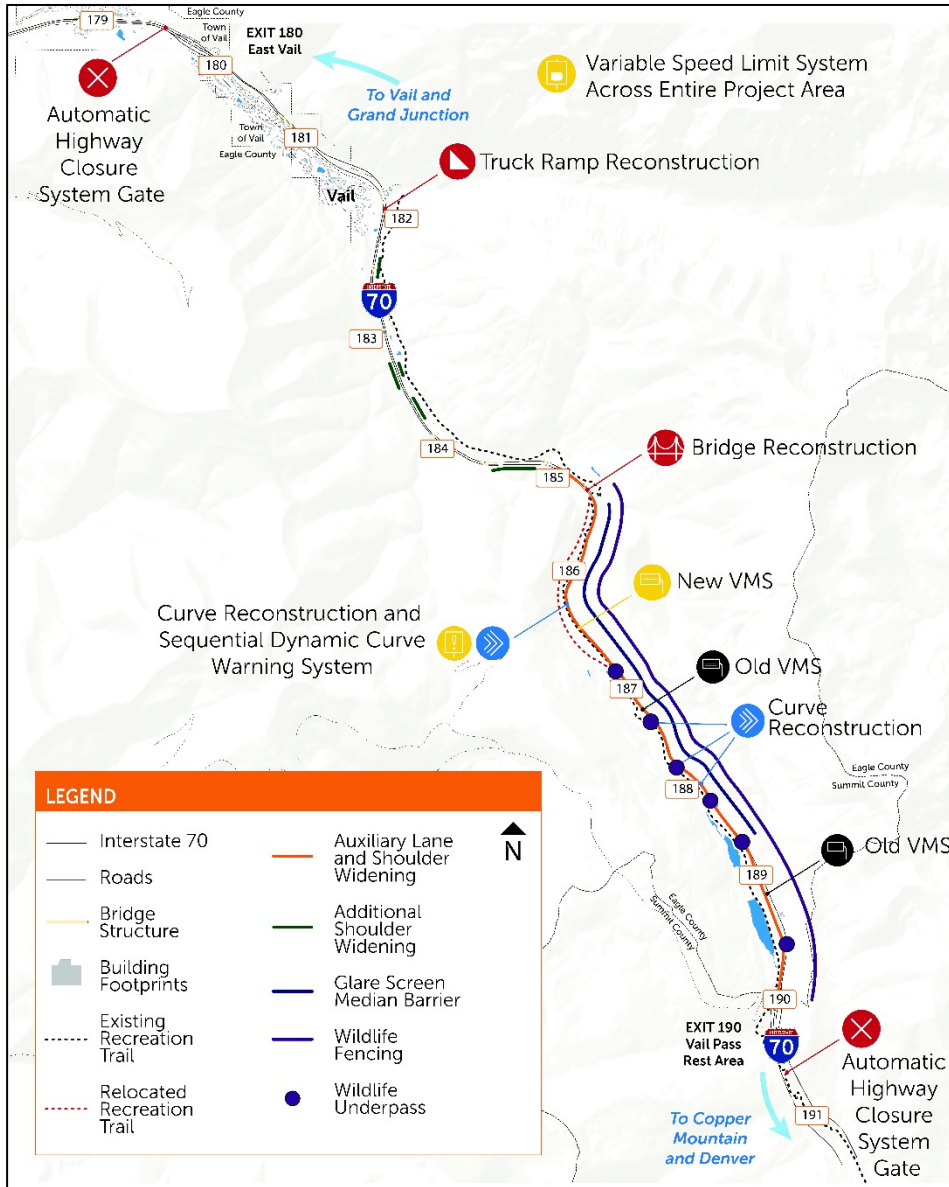 179
Eagle County
Town
of Vail
180
EXIT 180
East Vail
To Vail and
Grand Junction
Variable Speed Limit System
Across Entire Project Area
Automatic
Highway
Closure
System Gate
Town
of Vail
Eagle County
181
Vail
Truck Ramp Reconstruction
182
INTERSTATE
70
183
184
185
Bridge Reconstruction
186
New VMS
Curve Reconstruction and
Sequential Dynamic Curve
Warning System
187
Old VMS
Curve
Reconstruction
188
Eagle County
Summit County
Old VMS
189
Eagle County
Summit County
190
EXIT 190
Vail Pass
Rest Area
INTERSTATE
70
Automatic
Highway
Closure
System
Gate
191
To Copper
Mountain
and Denver
LEGEND
Interstate 70
Roads
Bridge
Structure
Building
Footprints
Existing
Recreation
Trail
Relocated
Recreation
Trail
Auxiliary Lane
and Shoulder
Widening
Additional
Shoulder
Widening
Glare Screen
Median Barrier
Wildlife
Fencing
Wildlife
Underpass
N